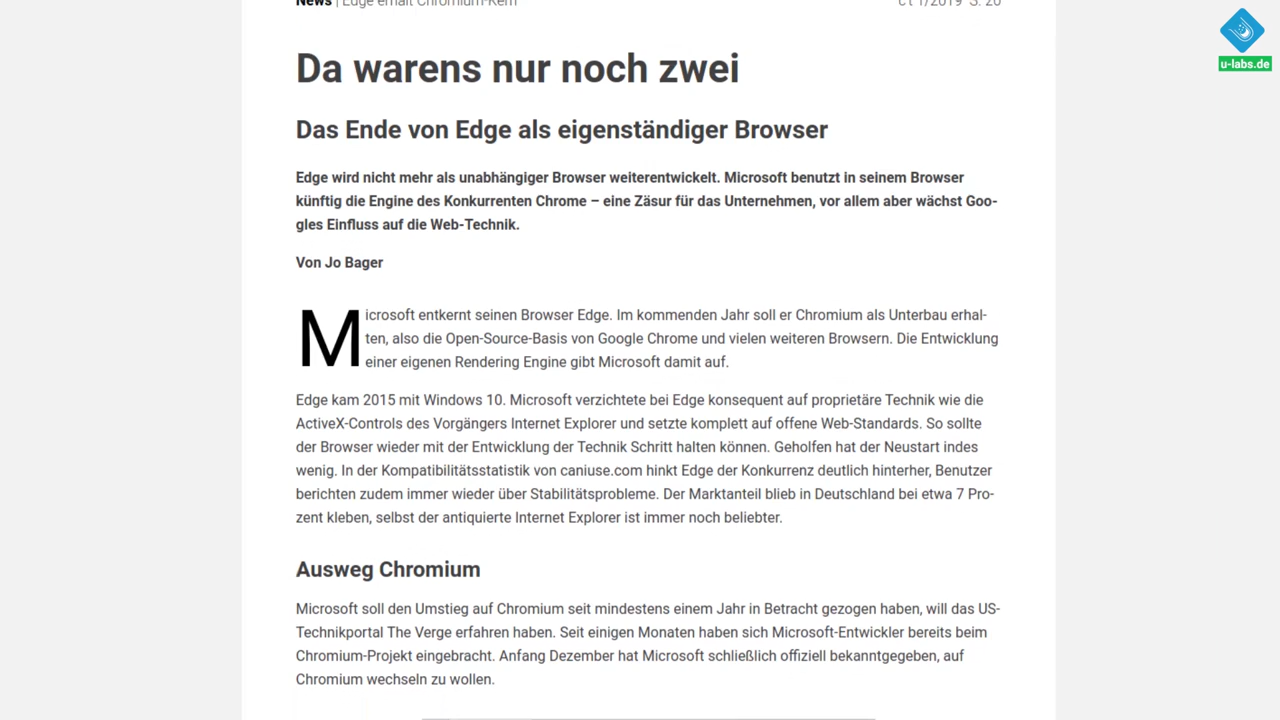 News | Edge erhält Chromium-Kern
c't 1/2019 S. 20
u-labs.de
Da warens nur noch zwei
Das Ende von Edge als eigenständiger Browser
Edge wird nicht mehr als unabhängiger Browser weiterentwickelt. Microsoft benutzt in seinem Browser
künftig die Engine des Konkurrenten Chrome – eine Zäsur für das Unternehmen, vor allem aber wächst Goo-
gles Einfluss auf die Web-Technik.
Von Jo Bager
Microsoft entkernt seinen Browser Edge. Im kommenden Jahr soll er Chromium als Unterbau erhal-
ten, also die Open-Source-Basis von Google Chrome und vielen weiteren Browsern. Die Entwicklung
einer eigenen Rendering Engine gibt Microsoft damit auf.
Edge kam 2015 mit Windows 10. Microsoft verzichtete bei Edge konsequent auf proprietäre Technik wie die
ActiveX-Controls des Vorgängers Internet Explorer und setzte komplett auf offene Web-Standards. So sollte
der Browser wieder mit der Entwicklung der Technik Schritt halten können. Geholfen hat der Neustart indes
wenig. In der Kompatibilitätsstatistik von caniuse.com hinkt Edge der Konkurrenz deutlich hinterher, Benutzer
berichten zudem immer wieder über Stabilitätsprobleme. Der Marktanteil blieb in Deutschland bei etwa 7 Pro-
zent kleben, selbst der antiquierte Internet Explorer ist immer noch beliebter.
Ausweg Chromium
Microsoft soll den Umstieg auf Chromium seit mindestens einem Jahr in Betracht gezogen haben, will das US-
Technikportal The Verge erfahren haben. Seit einigen Monaten haben sich Microsoft-Entwickler bereits beim
Chromium-Projekt eingebracht. Anfang Dezember hat Microsoft schließlich offiziell bekanntgegeben, auf
Chromium wechseln zu wollen.